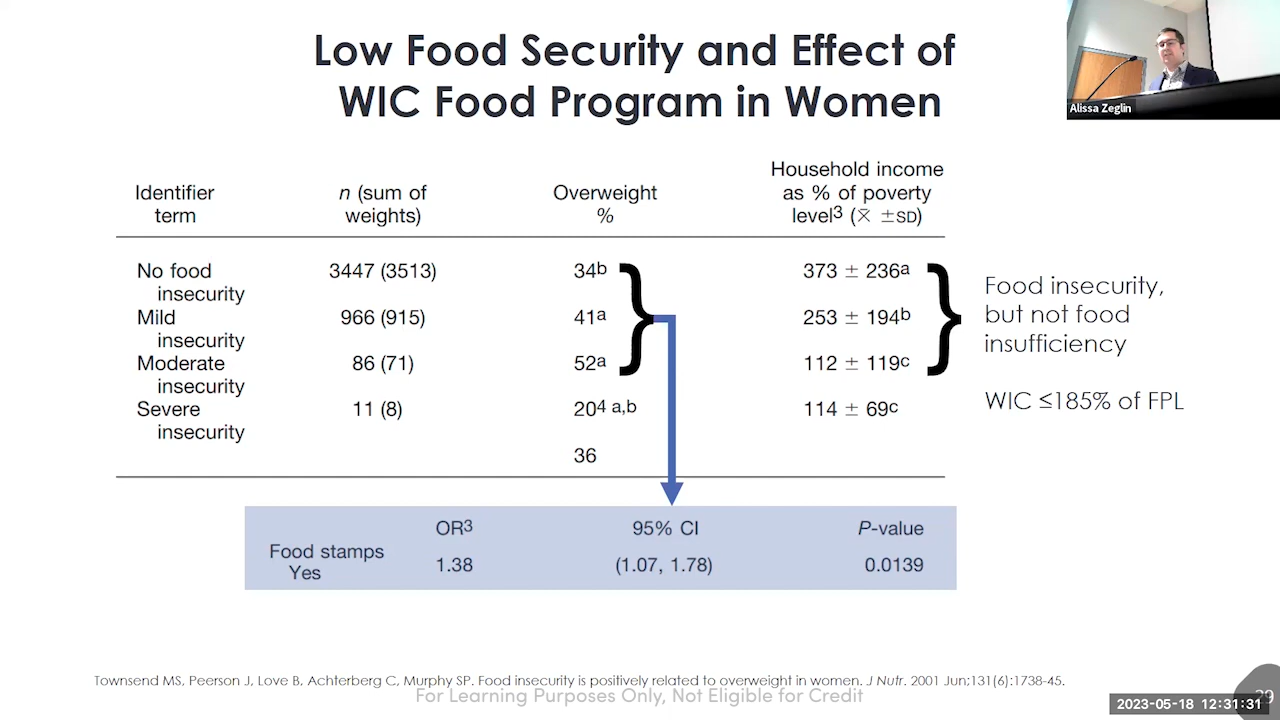 Low Food Security and Effect of
WIC Food Program in Women
Alissa Zeglin
Identifier term
n (sum of weights)
Overweight %
Household income as % of poverty level³ (x̄ ±SD)
No food insecurity 3447 (3513) 34ᵇ 373 ± 236ᵃ
Mild insecurity 966 (915) 41ᵃ 253 ± 194ᵇ
Moderate insecurity 86 (71) 52ᵃ 112 ± 119ᶜ
Severe insecurity 11 (8) 20⁴ ᵃ,ᵇ 114 ± 69ᶜ
36
Food insecurity,
but not food
insufficiency
WIC ≤185% of FPL
OR³ 95% CI P-value
Food stamps
Yes 1.38 (1.07, 1.78) 0.0139
Townsend MS, Peerson J, Love B, Achterberg C, Murphy SP. Food insecurity is positively related to overweight in women. J Nutr. 2001 Jun;131(6):1738-45.
For Learning Purposes Only, Not Eligible for Credit
29
2023-05-18 12:31:31